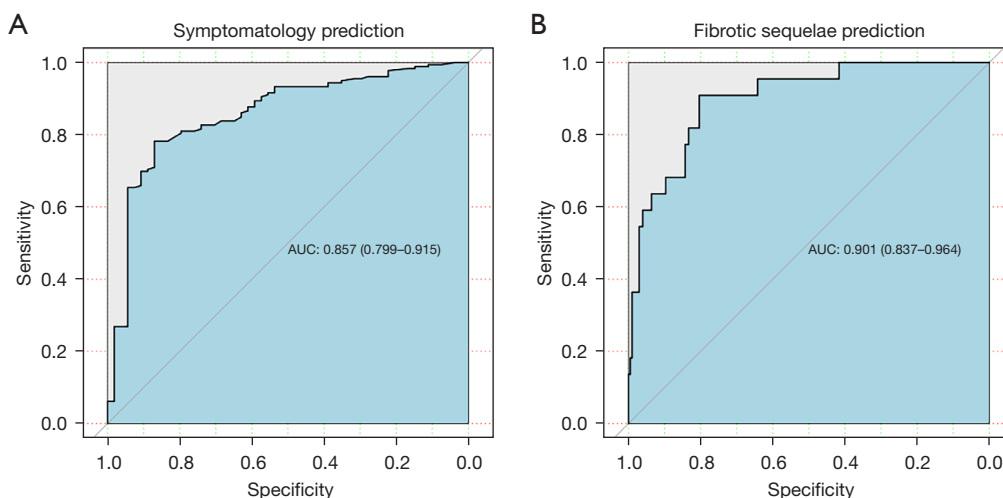 A
Symptomatology prediction
1.0
0.8
0.6
0.4
0.2
0.0
Sensitivity
AUC: 0.857 (0.799–0.915)
1.0 0.8 0.6 0.4 0.2 0.0
Specificity
B
Fibrotic sequelae prediction
1.0
0.8
0.6
0.4
0.2
0.0
Sensitivity
AUC: 0.901 (0.837–0.964)
1.0 0.8 0.6 0.4 0.2 0.0
Specificity